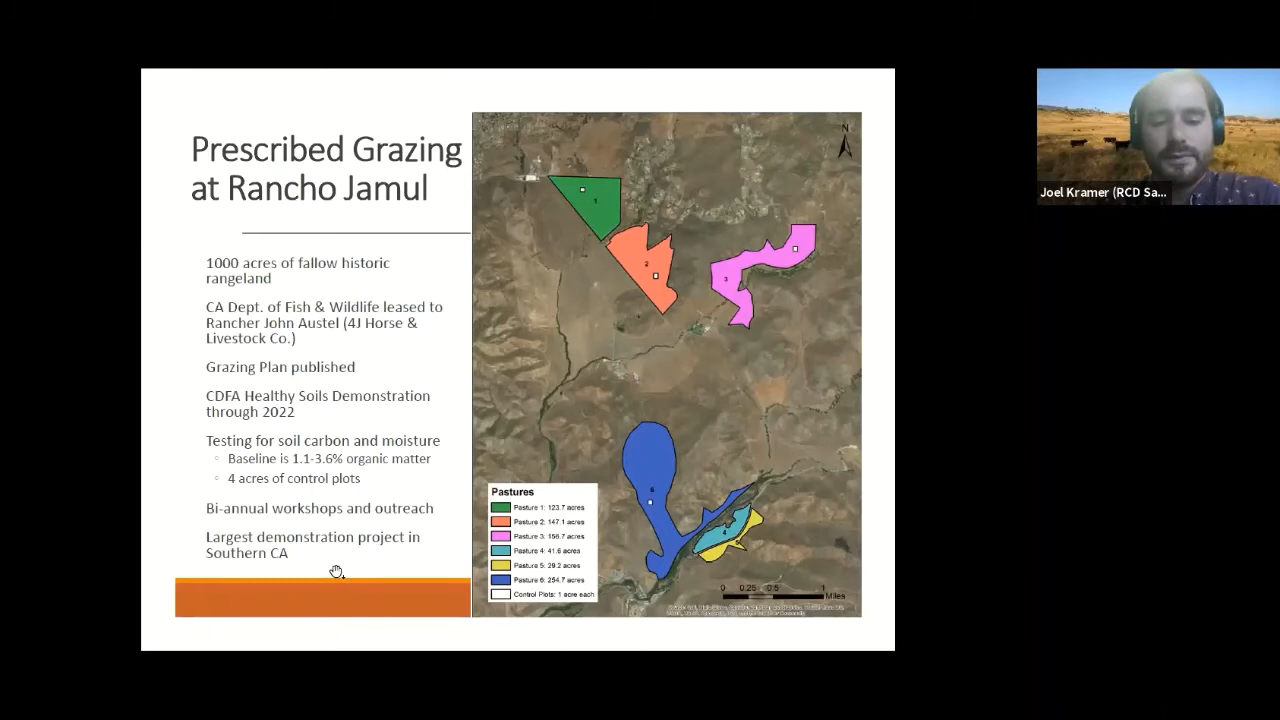 Prescribed Grazing
at Rancho Jamul
1000 acres of fallow historic
rangeland
CA Dept. of Fish & Wildlife leased to
Rancher John Austel (4J Horse &
Livestock Co.)
Grazing Plan published
CDFA Healthy Soils Demonstration
through 2022
Testing for soil carbon and moisture
Baseline is 1.1-3.6% organic matter
4 acres of control plots
Bi-annual workshops and outreach
Largest demonstration project in
Southern CA
N
1
2
3
6
4
Pastures
Pasture 1: 123.7 acres
Pasture 2: 147.1 acres
Pasture 3: 156.7 acres
Pasture 4: 41.6 acres
Pasture 5: 29.2 acres
Pasture 6: 254.7 acres
Control Plots: 1 acre each
0 0.25 0.5 1
Miles
Joel Kramer (RCD Sa...